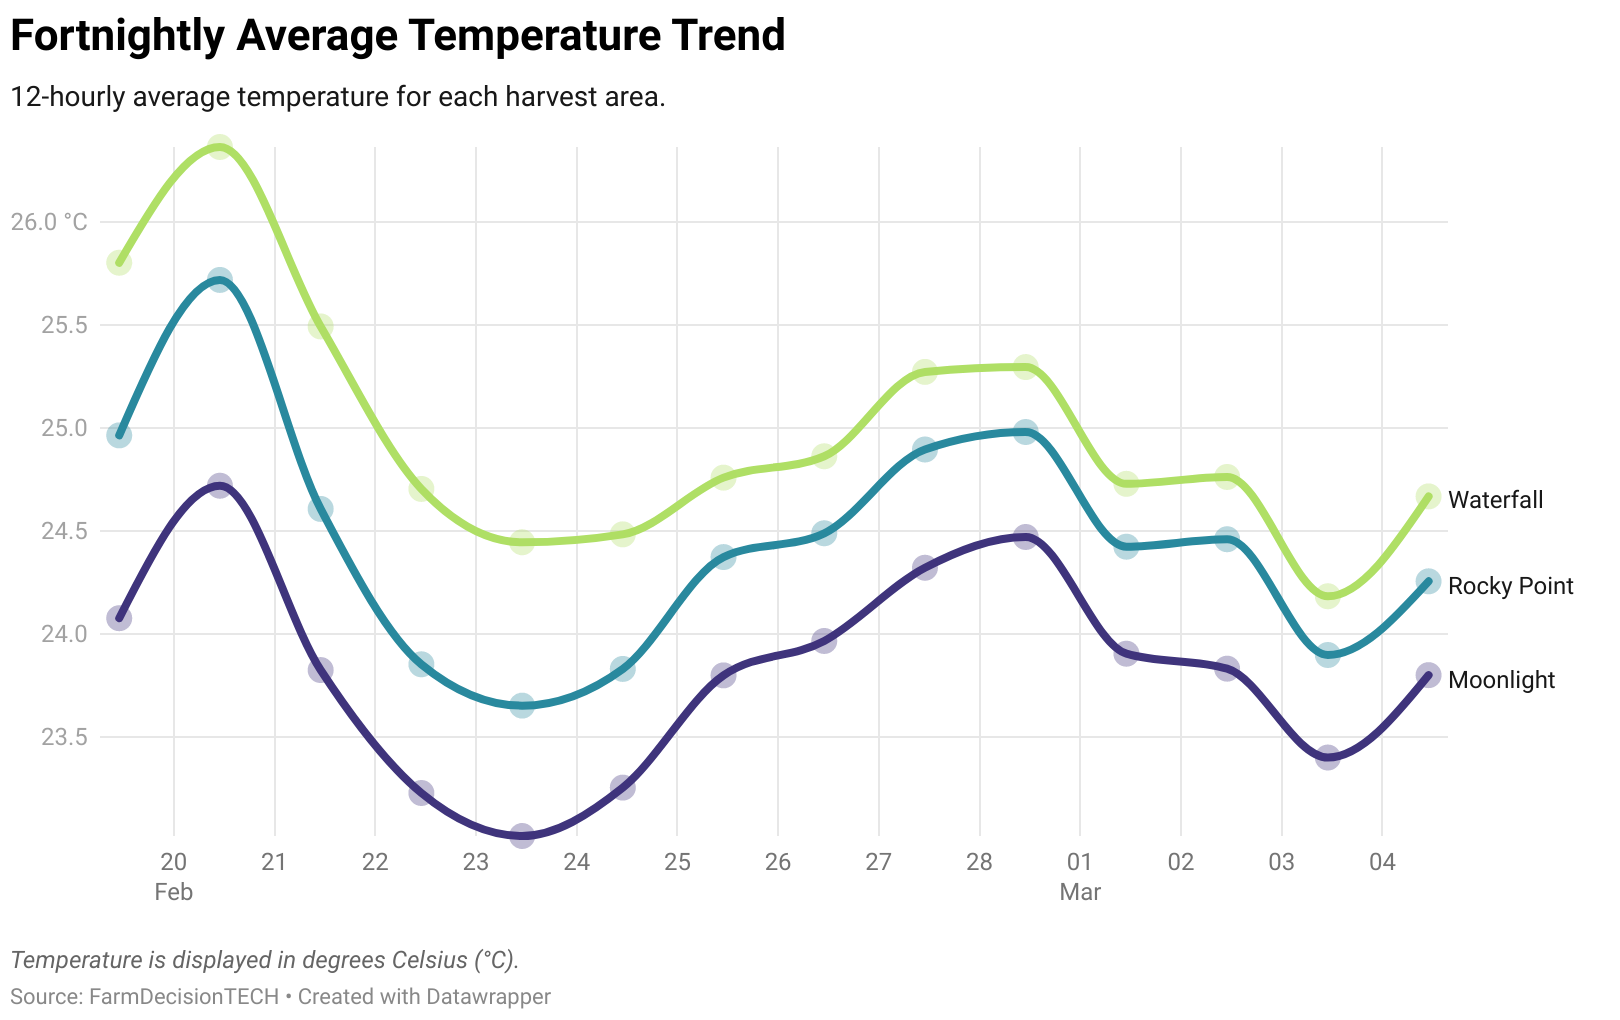 Fortnightly Average Temperature Trend
12-hourly average temperature for each harvest area.
26.0 °C
25.5
25.0
24.5
24.0
23.5
Waterfall
Rocky Point
Moonlight
20 21 22 23 24 25 26 27 28 01 02 03 04
Feb Mar
Temperature is displayed in degrees Celsius (°C).
Source: FarmDecisionTECH • Created with Datawrapper